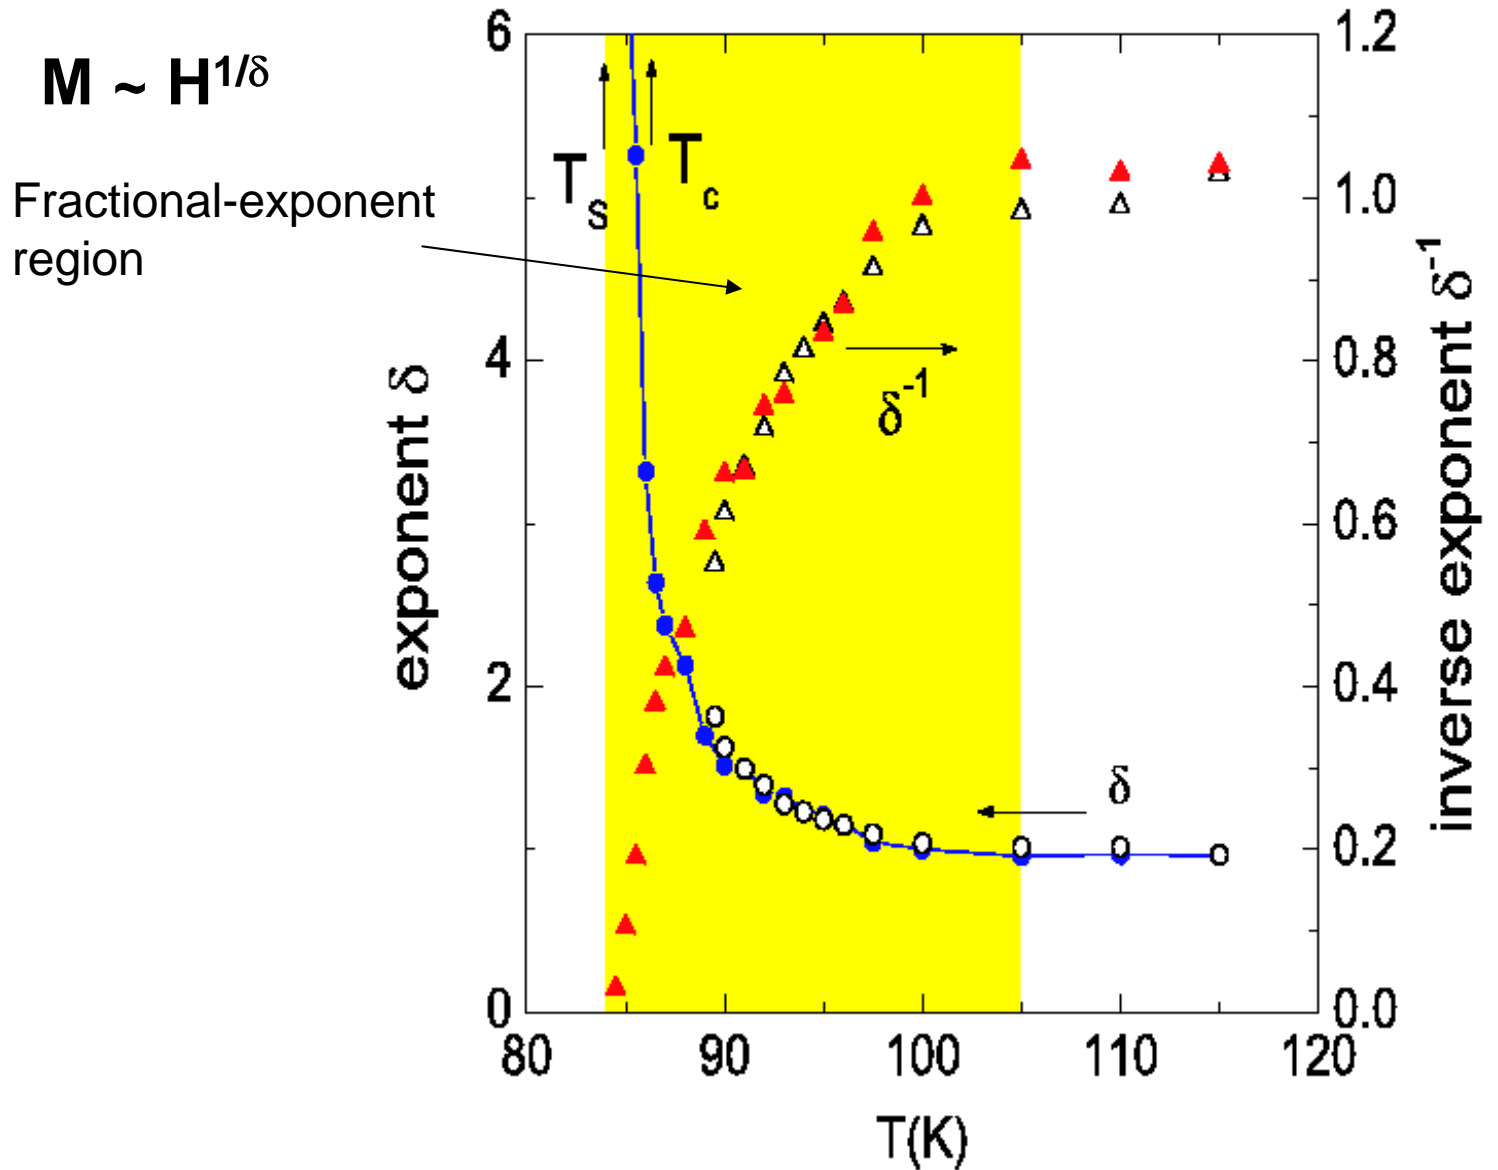 M ~ H1/δ
Fractional-exponent
region
6
4
2
0
exponent δ
Ts
Tc
δ-1
δ
1.2
1.0
0.8
0.6
0.4
0.2
0.0
inverse exponent δ-1
80
90
100
110
120
T(K)